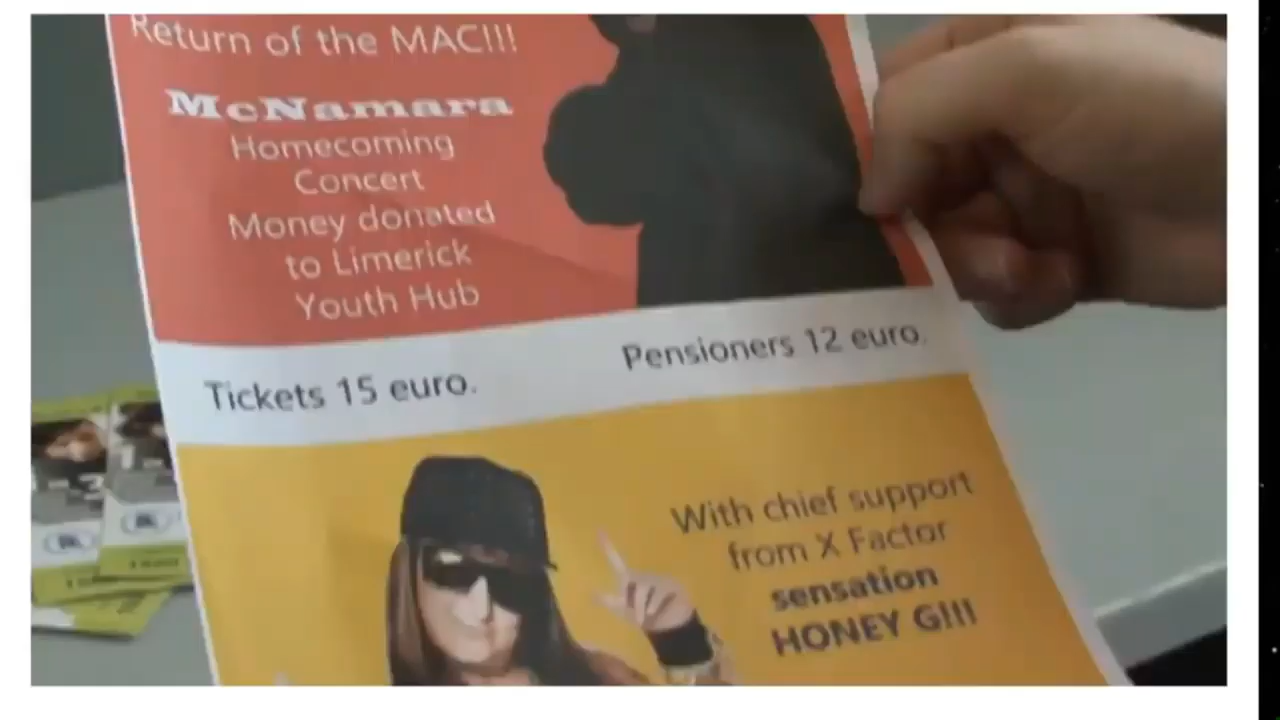 Return of the MAC!!!
McNamara
Homecoming
Concert
Money donated
to Limerick
Youth Hub
Tickets 15 euro.
Pensioners 12 euro.
With chief support
from X Factor
sensation
HONEY G!!!